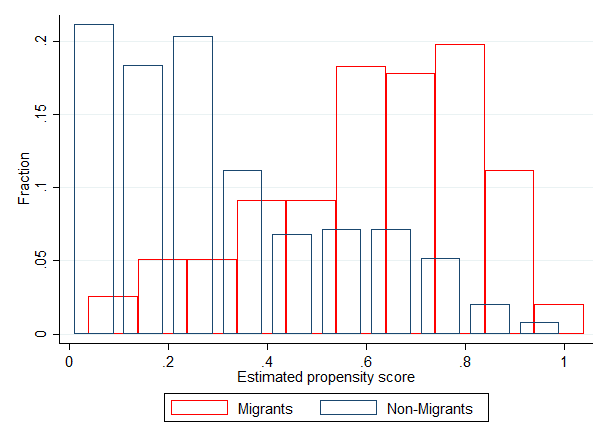 .2
.15
Fraction
.1
.05
0
0 .2 .4 .6 .8 1
Estimated propensity score
Migrants Non-Migrants